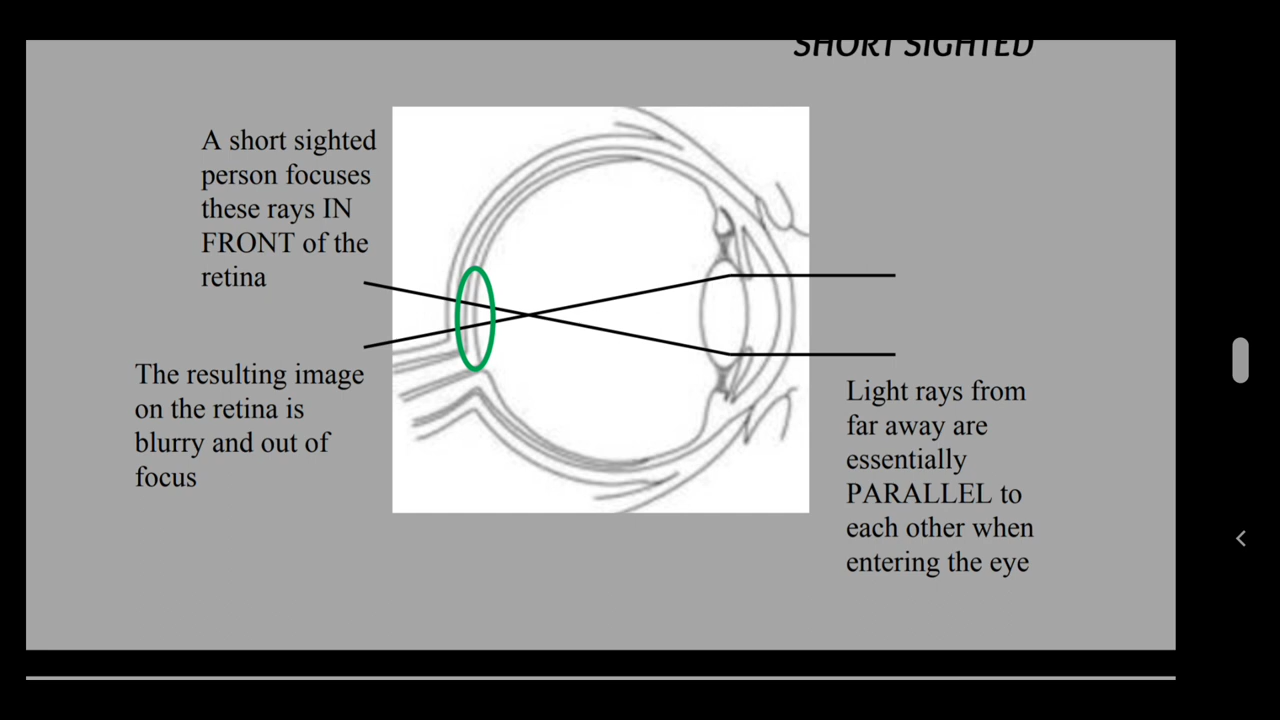 SHORT SIGHTED
A short sighted
person focuses
these rays IN
FRONT of the
retina
The resulting image
on the retina is
blurry and out of
focus
Light rays from
far away are
essentially
PARALLEL to
each other when
entering the eye